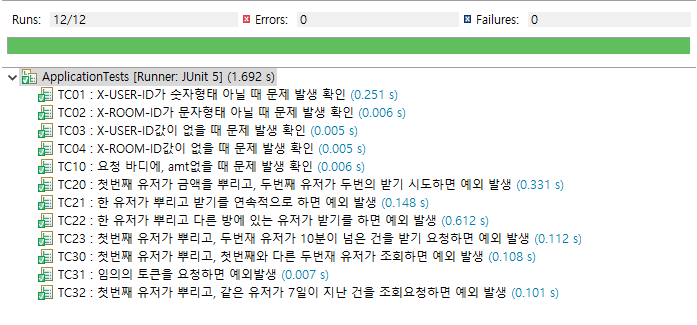 Runs: 12/12 Errors: 0 Failures: 0
ApplicationTests [Runner: JUnit 5] (1.692 s)
TC01 : X-USER-ID가 숫자형태 아닐 때 문제 발생 확인 (0.251 s)
TC02 : X-ROOM-ID가 문자형태 아닐 때 문제 발생 확인 (0.006 s)
TC03 : X-USER-ID값이 없을 때 문제 발생 확인 (0.005 s)
TC04 : X-ROOM-ID값이 없을 때 문제 발생 확인 (0.005 s)
TC10 : 요청 바디에, amt없을 때 문제 발생 확인 (0.006 s)
TC20 : 첫번째 유저가 금액을 뿌리고, 두번째 유저가 두번의 받기 시도하면 예외 발생 (0.331 s)
TC21 : 한 유저가 뿌리고 받기를 연속적으로 하면 예외 발생 (0.148 s)
TC22 : 한 유저가 뿌리고 다른 방에 있는 유저가 받기를 하면 예외 발생 (0.612 s)
TC23 : 첫번째 유저가 뿌리고, 두번재 유저가 10분이 넘은 건을 받기 요청하면 예외 발생 (0.112 s)
TC30 : 첫번째 유저가 뿌리고, 첫번째와 다른 두번재 유저가 조회하면 예외 발생 (0.108 s)
TC31 : 임의의 토큰을 요청하면 예외발생 (0.007 s)
TC32 : 첫번째 유저가 뿌리고, 같은 유저가 7일이 지난 건을 조회요청하면 예외 발생 (0.101 s)